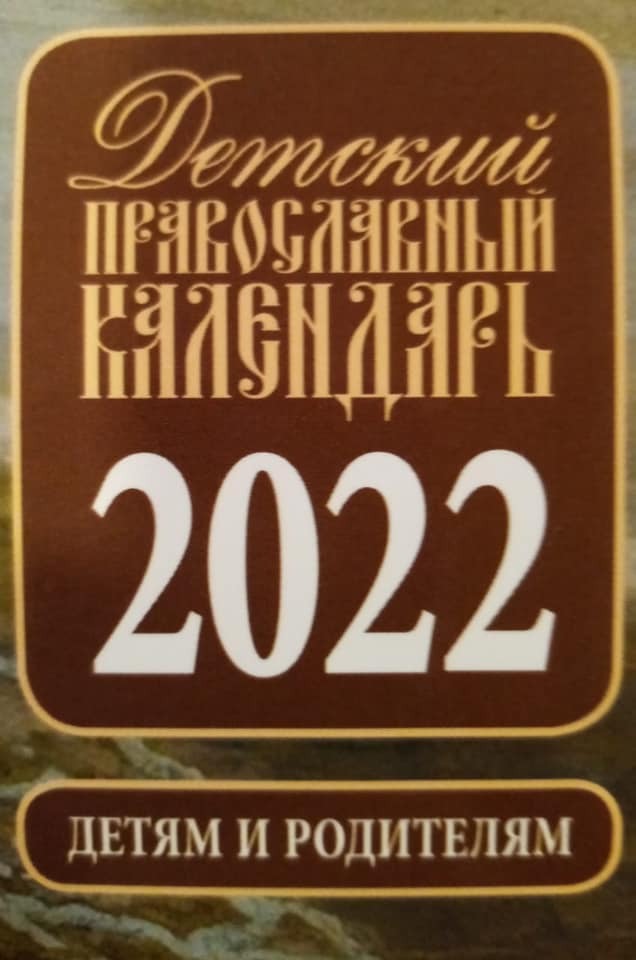 Детский
ПРАВОСЛАВНЫЙ
КАЛЕНДАРЬ
2022
ДЕТЯМ И РОДИТЕЛЯМ